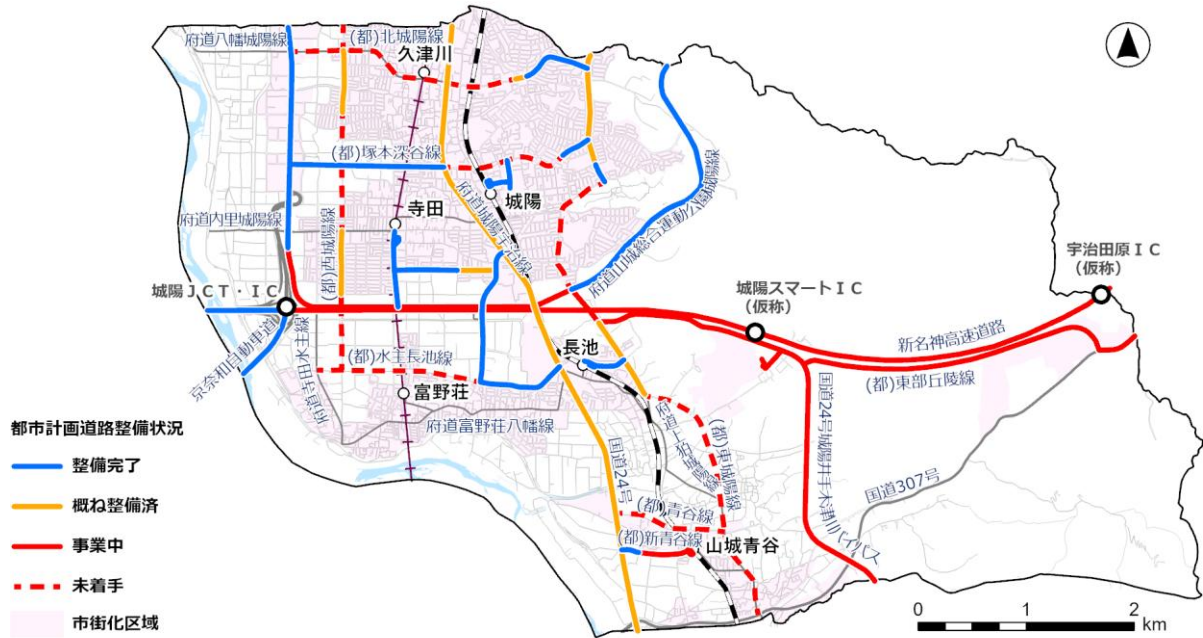 府道八幡城陽線
(都)北城陽線
久津川
(都)塚本深谷線
城陽
府道内里城陽線
寺田
(都)西城陽線
府道城陽宇治線
府道山城総合運動公園城陽線
城陽JCT・IC
城陽スマートIC
(仮称)
宇治田原IC
(仮称)
新名神高速道路
(都)東部丘陵線
京奈和自動車道
府道寺田水主線
(都)水主長池線
長池
富野荘
府道富野荘八幡線
国道24号
府道上狛城陽線
(都)東城陽線
国道24号城陽井手木津川バイパス
国道307号
(都)青谷線
(都)新青谷線
山城青谷
都市計画道路整備状況
整備完了
概ね整備済
事業中
未着手
市街化区域
0 1 2
km